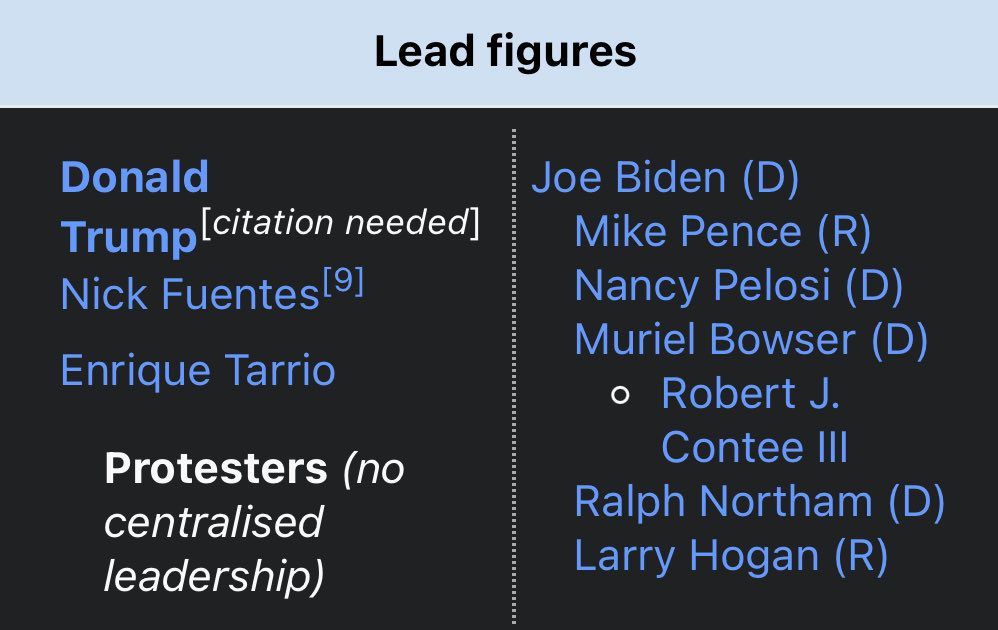 Lead figures
Donald
Trump[citation needed]
Nick Fuentes[9]
Enrique Tarrio
Protesters (no
centralised
leadership)
Joe Biden (D)
Mike Pence (R)
Nancy Pelosi (D)
Muriel Bowser (D)
Robert J.
Contee III
Ralph Northam (D)
Larry Hogan (R)